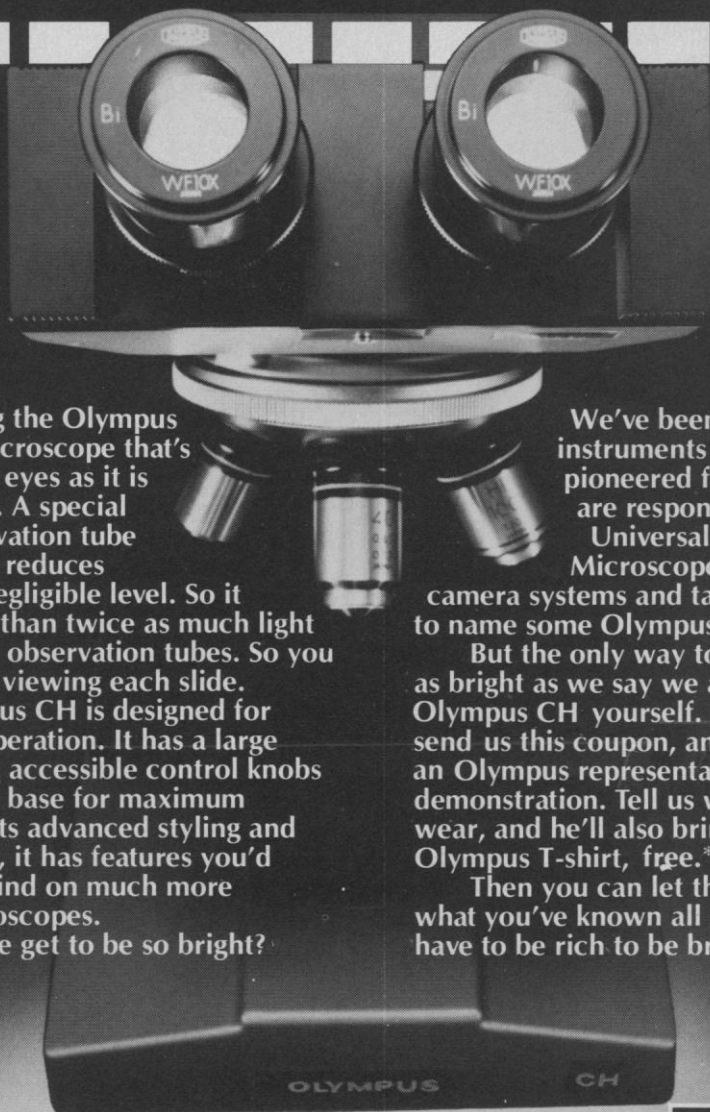 OLYMPUS
OLYMPUS
Bi
Bi
WF10X
WF10X
g the Olympus
croscope that's
eyes as it is
. A special
vation tube
reduces
egligible level. So it
than twice as much light
observation tubes. So you
viewing each slide.
us CH is designed for
peration. It has a large
accessible control knobs
base for maximum
ts advanced styling and
, it has features you'd
ind on much more
oscopes.
e get to be so bright?
We've been
instruments
pioneered f
are respon
Universal
Microscope
camera systems and ta
to name some Olympus
But the only way to
as bright as we say we a
Olympus CH yourself.
send us this coupon, an
an Olympus representa
demonstration. Tell us w
wear, and he'll also brin
Olympus T-shirt, free.*
Then you can let th
what you've known all
have to be rich to be br
OLYMPUS CH